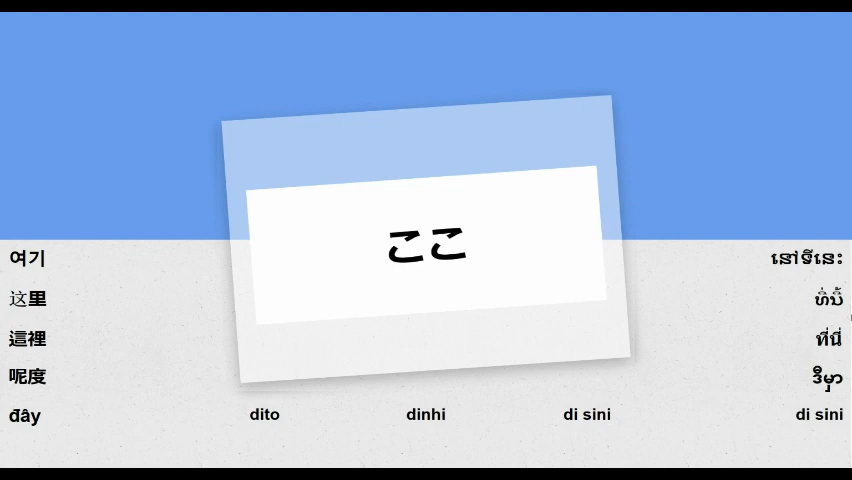 ここ
여기
នៅទីនេះ
这里
ທີ່ນີ້
這裡
ที่นี่
呢度
ဒီမှာ
đây
dito
dinhi
di sini
di sini